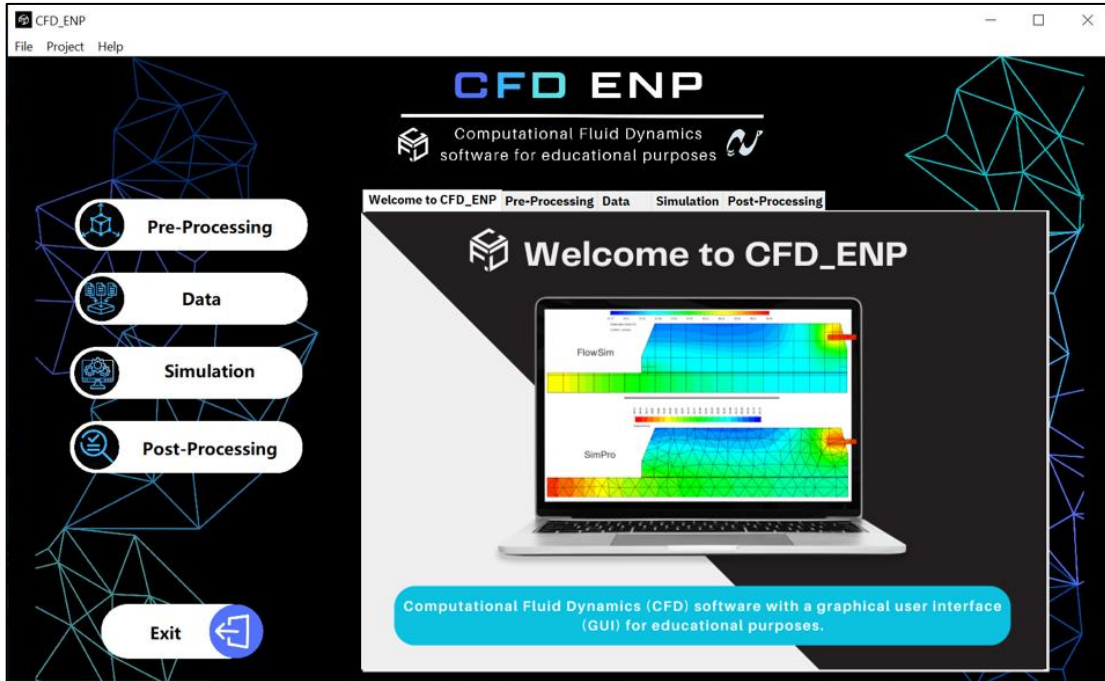 CFD_ENP
File Project Help
CFD ENP
Computational Fluid Dynamics
software for educational purposes
Welcome to CFD_ENP Pre-Processing Data Simulation Post-Processing
Pre-Processing
Data
Simulation
Post-Processing
Exit
Welcome to CFD_ENP
FlowSim
SimPro
Computational Fluid Dynamics (CFD) software with a graphical user interface
(GUI) for educational purposes.